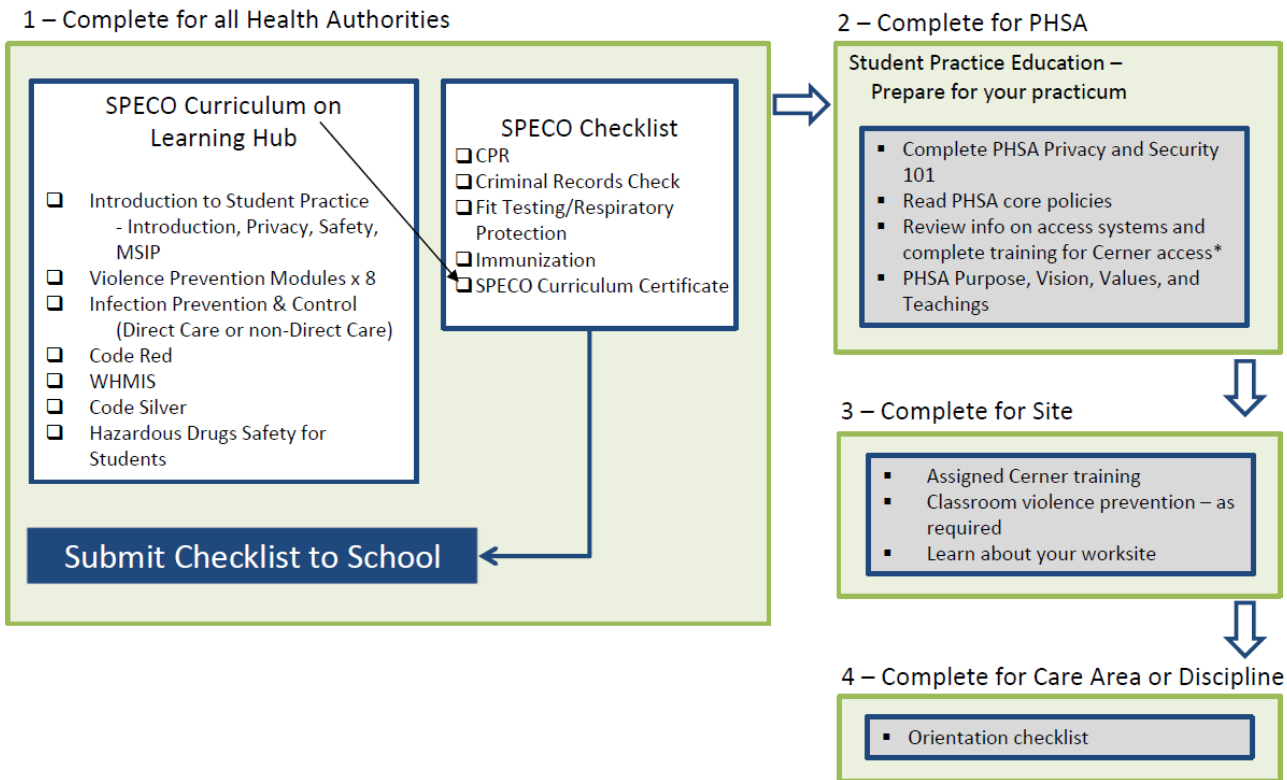 1 – Complete for all Health Authorities
SPECO Curriculum on
Learning Hub
❑ Introduction to Student Practice
- Introduction, Privacy, Safety,
MSIP
❑ Violence Prevention Modules x 8
❑ Infection Prevention & Control
(Direct Care or non-Direct Care)
❑ Code Red
❑ WHMIS
❑ Code Silver
❑ Hazardous Drugs Safety for
Students
SPECO Checklist
❑ CPR
❑ Criminal Records Check
❑ Fit Testing/Respiratory
Protection
❑ Immunization
❑ SPECO Curriculum Certificate
Submit Checklist to School
2 – Complete for PHSA
Student Practice Education –
Prepare for your practicum
▪ Complete PHSA Privacy and Security
101
▪ Read PHSA core policies
▪ Review info on access systems and
complete training for Cerner access*
▪ PHSA Purpose, Vision, Values, and
Teachings
3 – Complete for Site
▪ Assigned Cerner training
▪ Classroom violence prevention – as
required
▪ Learn about your worksite
4 – Complete for Care Area or Discipline
▪ Orientation checklist